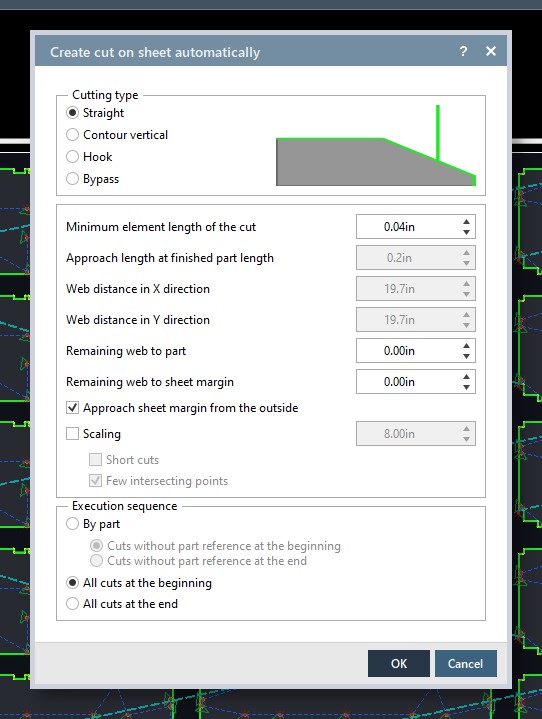 Create cut on sheet automatically ? ×
Cutting type
Straight
Contour vertical
Hook
Bypass
Minimum element length of the cut 0.04in
Approach length at finished part length 0.2in
Web distance in X direction 19.7in
Web distance in Y direction 19.7in
Remaining web to part 0.00in
Remaining web to sheet margin 0.00in
Approach sheet margin from the outside
Scaling 8.00in
Short cuts
Few intersecting points
Execution sequence
By part
Cuts without part reference at the beginning
Cuts without part reference at the end
All cuts at the beginning
All cuts at the end
OK Cancel